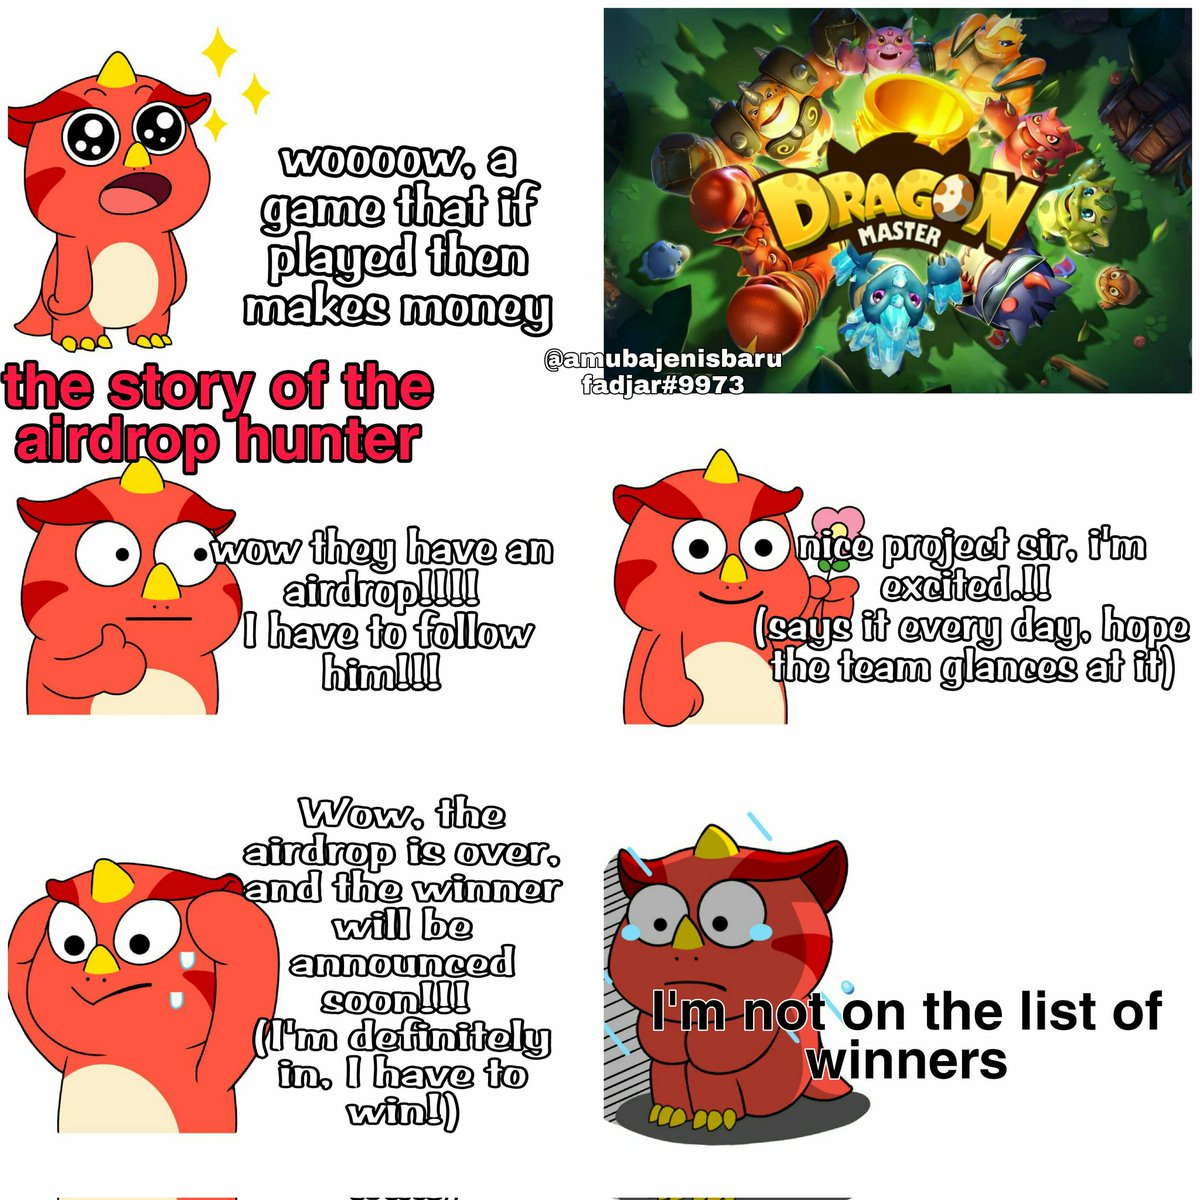 woooow, a
game that if
played then
makes money
DRAGON
MASTER
@amubajenisbaru
fadjar#9973
the story of the
airdrop hunter
wow they have an
airdrop!!!!
I have to follow
him!!!
nice project sir, i'm
excited.!!
(says it every day, hope
the team glances at it)
Wow, the
airdrop is over,
and the winner
will be
announced
soon!!!
(I'm definitely
in, I have to
win!)
I'm not on the list of
winners